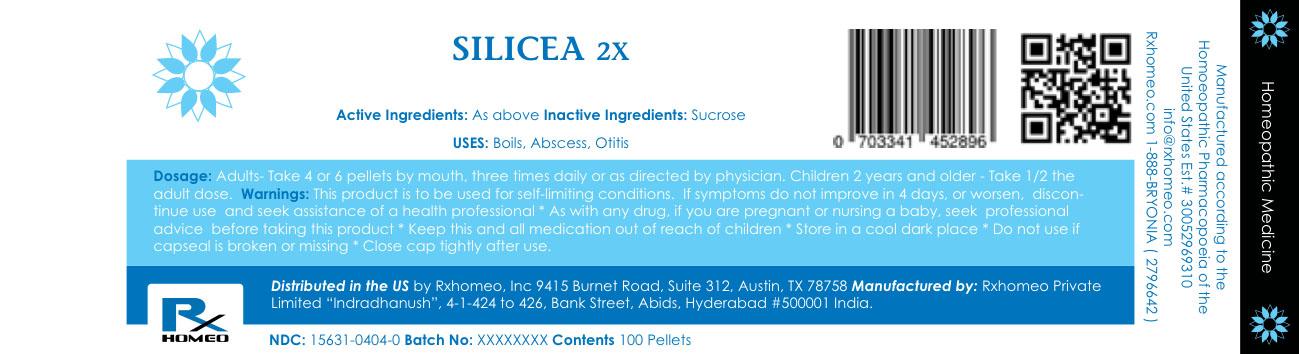 SILICEA 2X
Active Ingredients: As above Inactive Ingredients: Sucrose
USES: Boils, Abscess, Otitis
0 703341 452896
Dosage: Adults- Take 4 or 6 pellets by mouth, three times daily or as directed by physician. Children 2 years and older - Take 1/2 the
adult dose. Warnings: This product is to be used for self-limiting conditions. If symptoms do not improve in 4 days, or worsen, discon-
tinue use and seek assistance of a health professional * As with any drug, if you are pregnant or nursing a baby, seek professional
advice before taking this product * Keep this and all medication out of reach of children * Store in a cool dark place * Do not use if
capseal is broken or missing * Close cap tightly after use.
Distributed in the US by Rxhomeo, Inc 9415 Burnet Road, Suite 312, Austin, TX 78758 Manufactured by: Rxhomeo Private
Limited “Indradhanush”, 4-1-424 to 426, Bank Street, Abids, Hyderabad #500001 India.
Rx
HOMEO
NDC: 15631-0404-0 Batch No: XXXXXXXX Contents 100 Pellets
Manufactured according to the
Homoeopathic Pharmacopoeia of the
United States Est.# 3005296931​0
info@rxhomeo.com
Rxhomeo.com 1-888-BRYONIA ( 2796642 )
Homeopathic Medicine